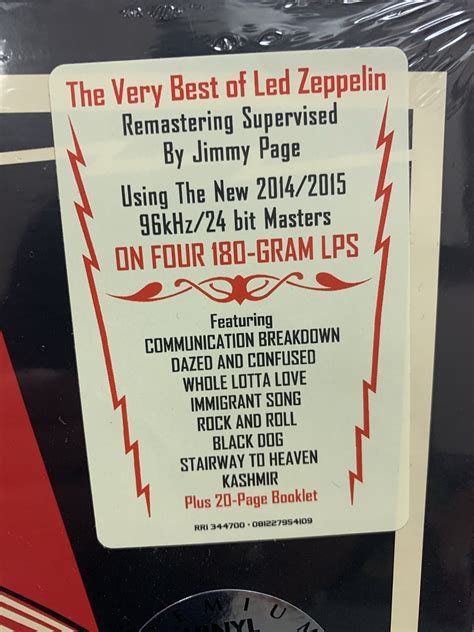 The Very Best of Led Zeppelin
Remastering Supervised
By Jimmy Page
Using The New 2014/2015
96kHz/24 bit Masters
ON FOUR 180-GRAM LPS
Featuring
COMMUNICATION BREAKDOWN
DAZED AND CONFUSED
WHOLE LOTTA LOVE
IMMIGRANT SONG
ROCK AND ROLL
BLACK DOG
STAIRWAY TO HEAVEN
KASHMIR
Plus 20-Page Booklet
RR1 344700 · 081227954109
VINYL